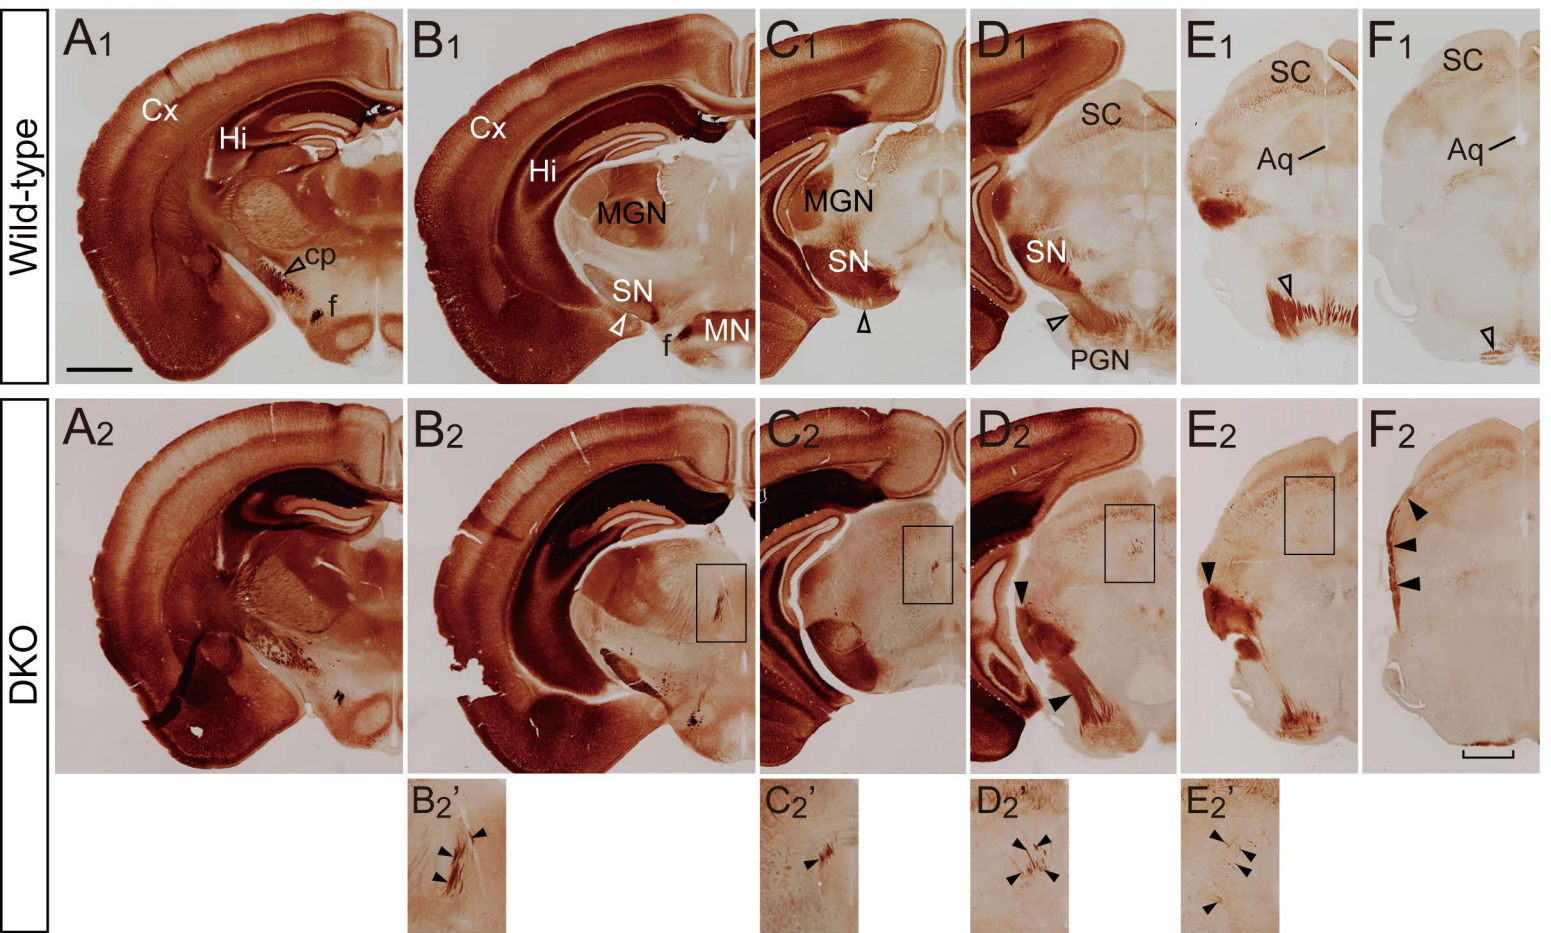 Wild-type
A1
Cx
Hi
cp
f
B1
Cx
Hi
MGN
SN
f
MN
C1
MGN
SN
D1
SC
SN
PGN
E1
SC
Aq
F1
SC
Aq
DKO
A2
B2
C2
D2
E2
F2
B2’
C2’
D2’
E2’